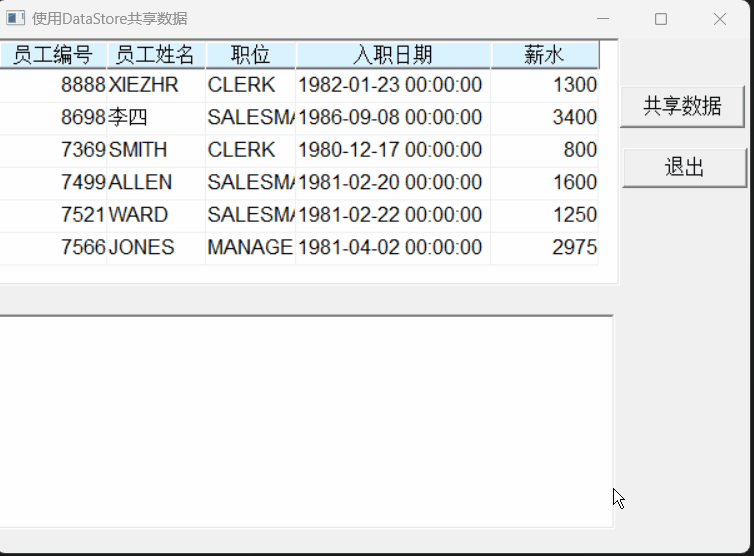 使用DataStore共享数据
员工编号 员工姓名 职位 入职日期 薪水
8888 XIEZHR CLERK 1982-01-23 00:00:00 1300
8698 李四 SALESMA 1986-09-08 00:00:00 3400
7369 SMITH CLERK 1980-12-17 00:00:00 800
7499 ALLEN SALESMA 1981-02-20 00:00:00 1600
7521 WARD SALESMA 1981-02-22 00:00:00 1250
7566 JONES MANAGE 1981-04-02 00:00:00 2975
共享数据
退出